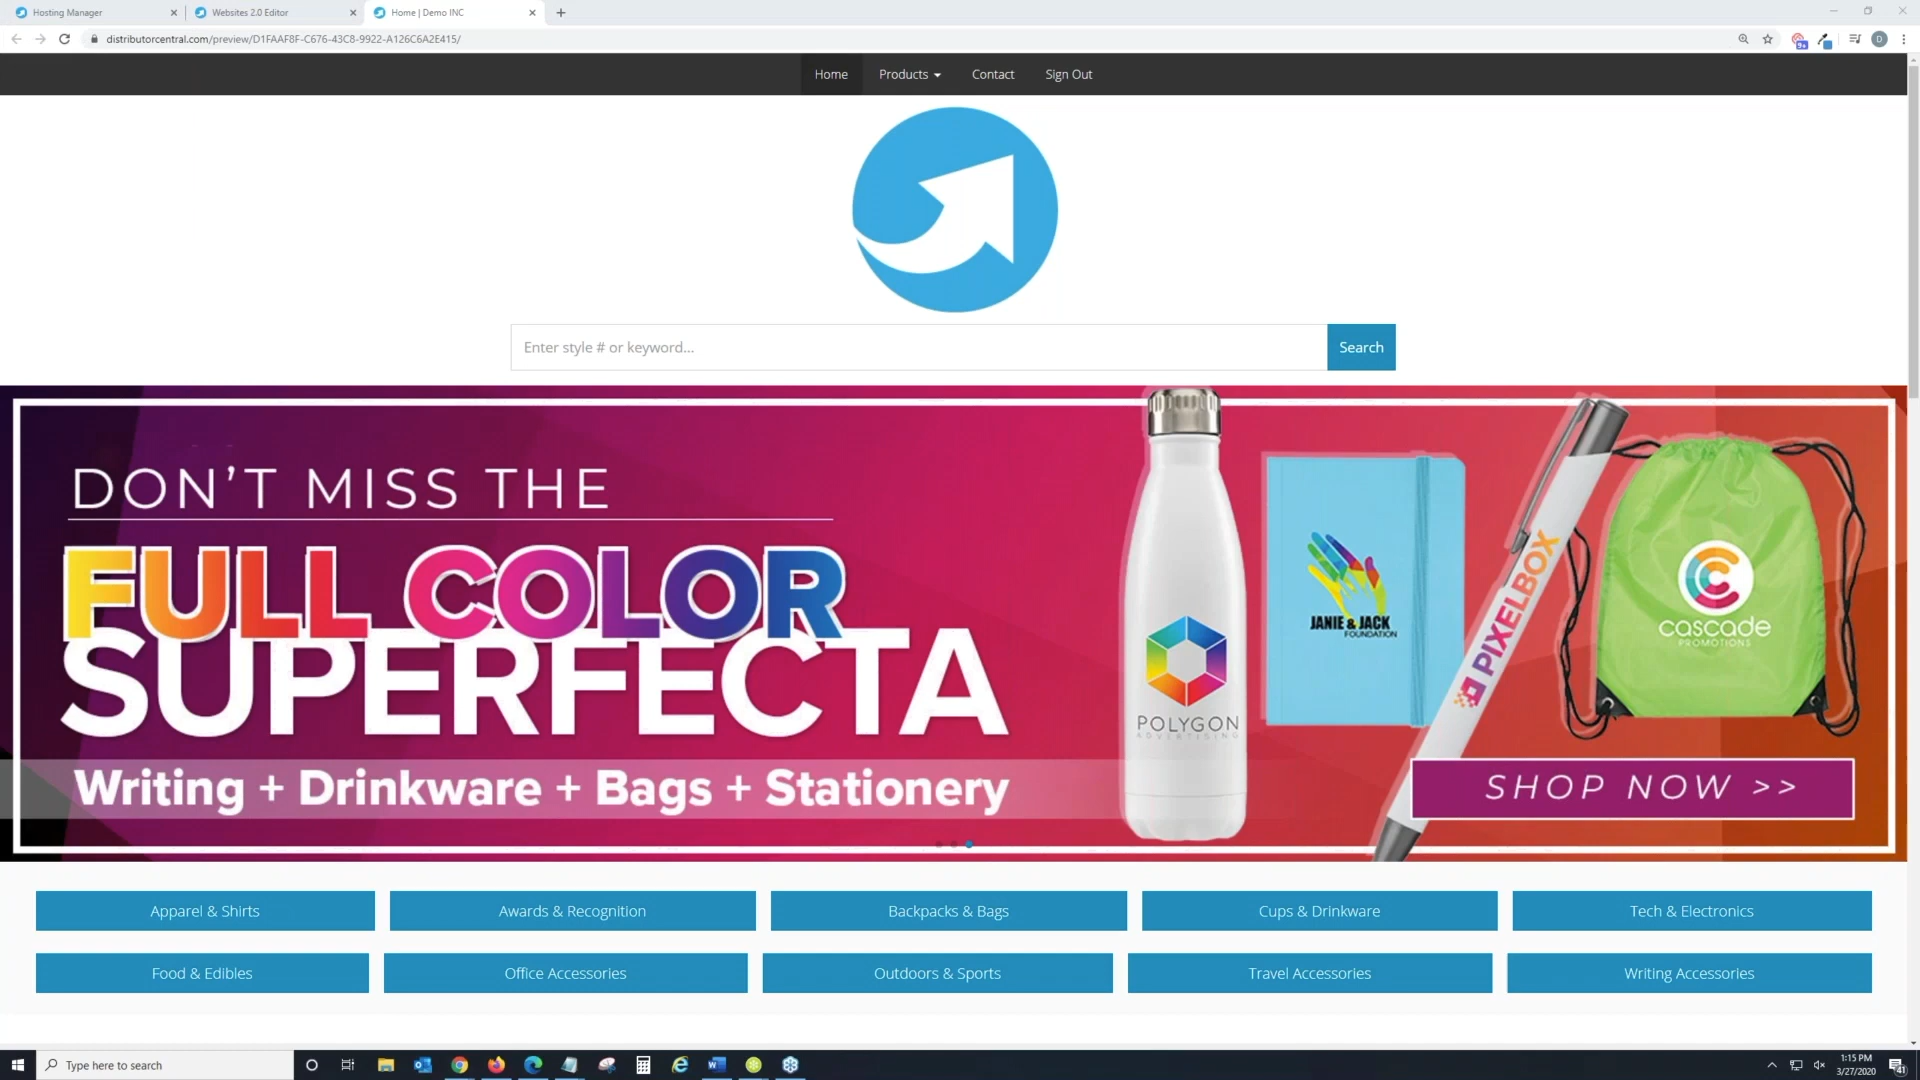 Hosting Manager
Websites 2.0 Editor
Home | Demo INC
distributorcentral.com/preview/D1FAAF8F-C676-43C8-9922-A126C6A2E415/
9+
D
Home
Products
Contact
Sign Out
Enter style # or keyword...
Search
DON'T MISS THE
FULL COLOR
SUPERFECTA
Writing + Drinkware + Bags + Stationery
POLYGON
ADVERTISING
JANIE & JACK
FOUNDATION
PIXELBOX
cascade
PROMOTIONS
SHOP NOW >>
Apparel & Shirts
Awards & Recognition
Backpacks & Bags
Cups & Drinkware
Tech & Electronics
Food & Edibles
Office Accessories
Outdoors & Sports
Travel Accessories
Writing Accessories
Type here to search
1:15 PM
3/27/2020
41